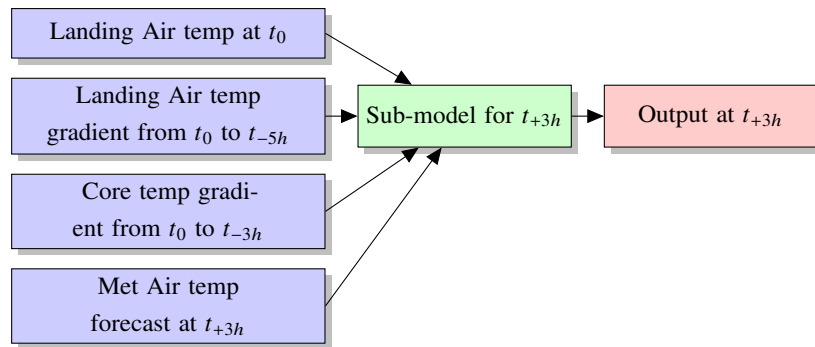 Landing Air temp at t₀
Landing Air temp
gradient from t₀ to t₋₅ₕ
Core temp gradi-
ent from t₀ to t₋₃ₕ
Met Air temp
forecast at t₊₃ₕ
Sub-model for t₊₃ₕ
Output at t₊₃ₕ